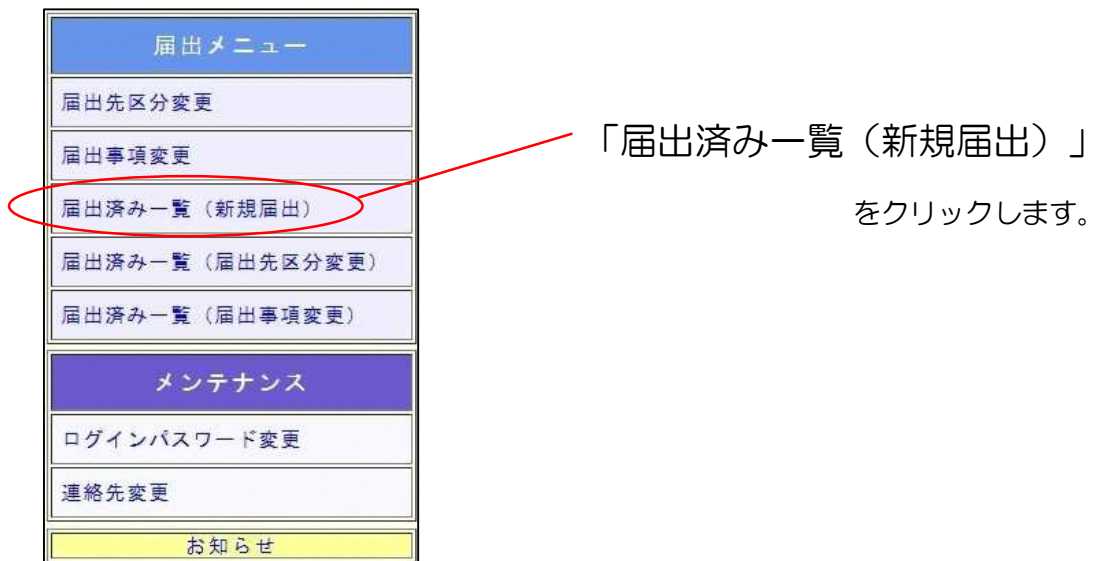 届出メニュー
届出先区分変更
届出事項変更
届出済み一覧（新規届出）
届出済み一覧（届出先区分変更）
届出済み一覧（届出事項変更）
メンテナンス
ログインパスワード変更
連絡先変更
お知らせ
「届出済み一覧（新規届出）」
をクリックします。